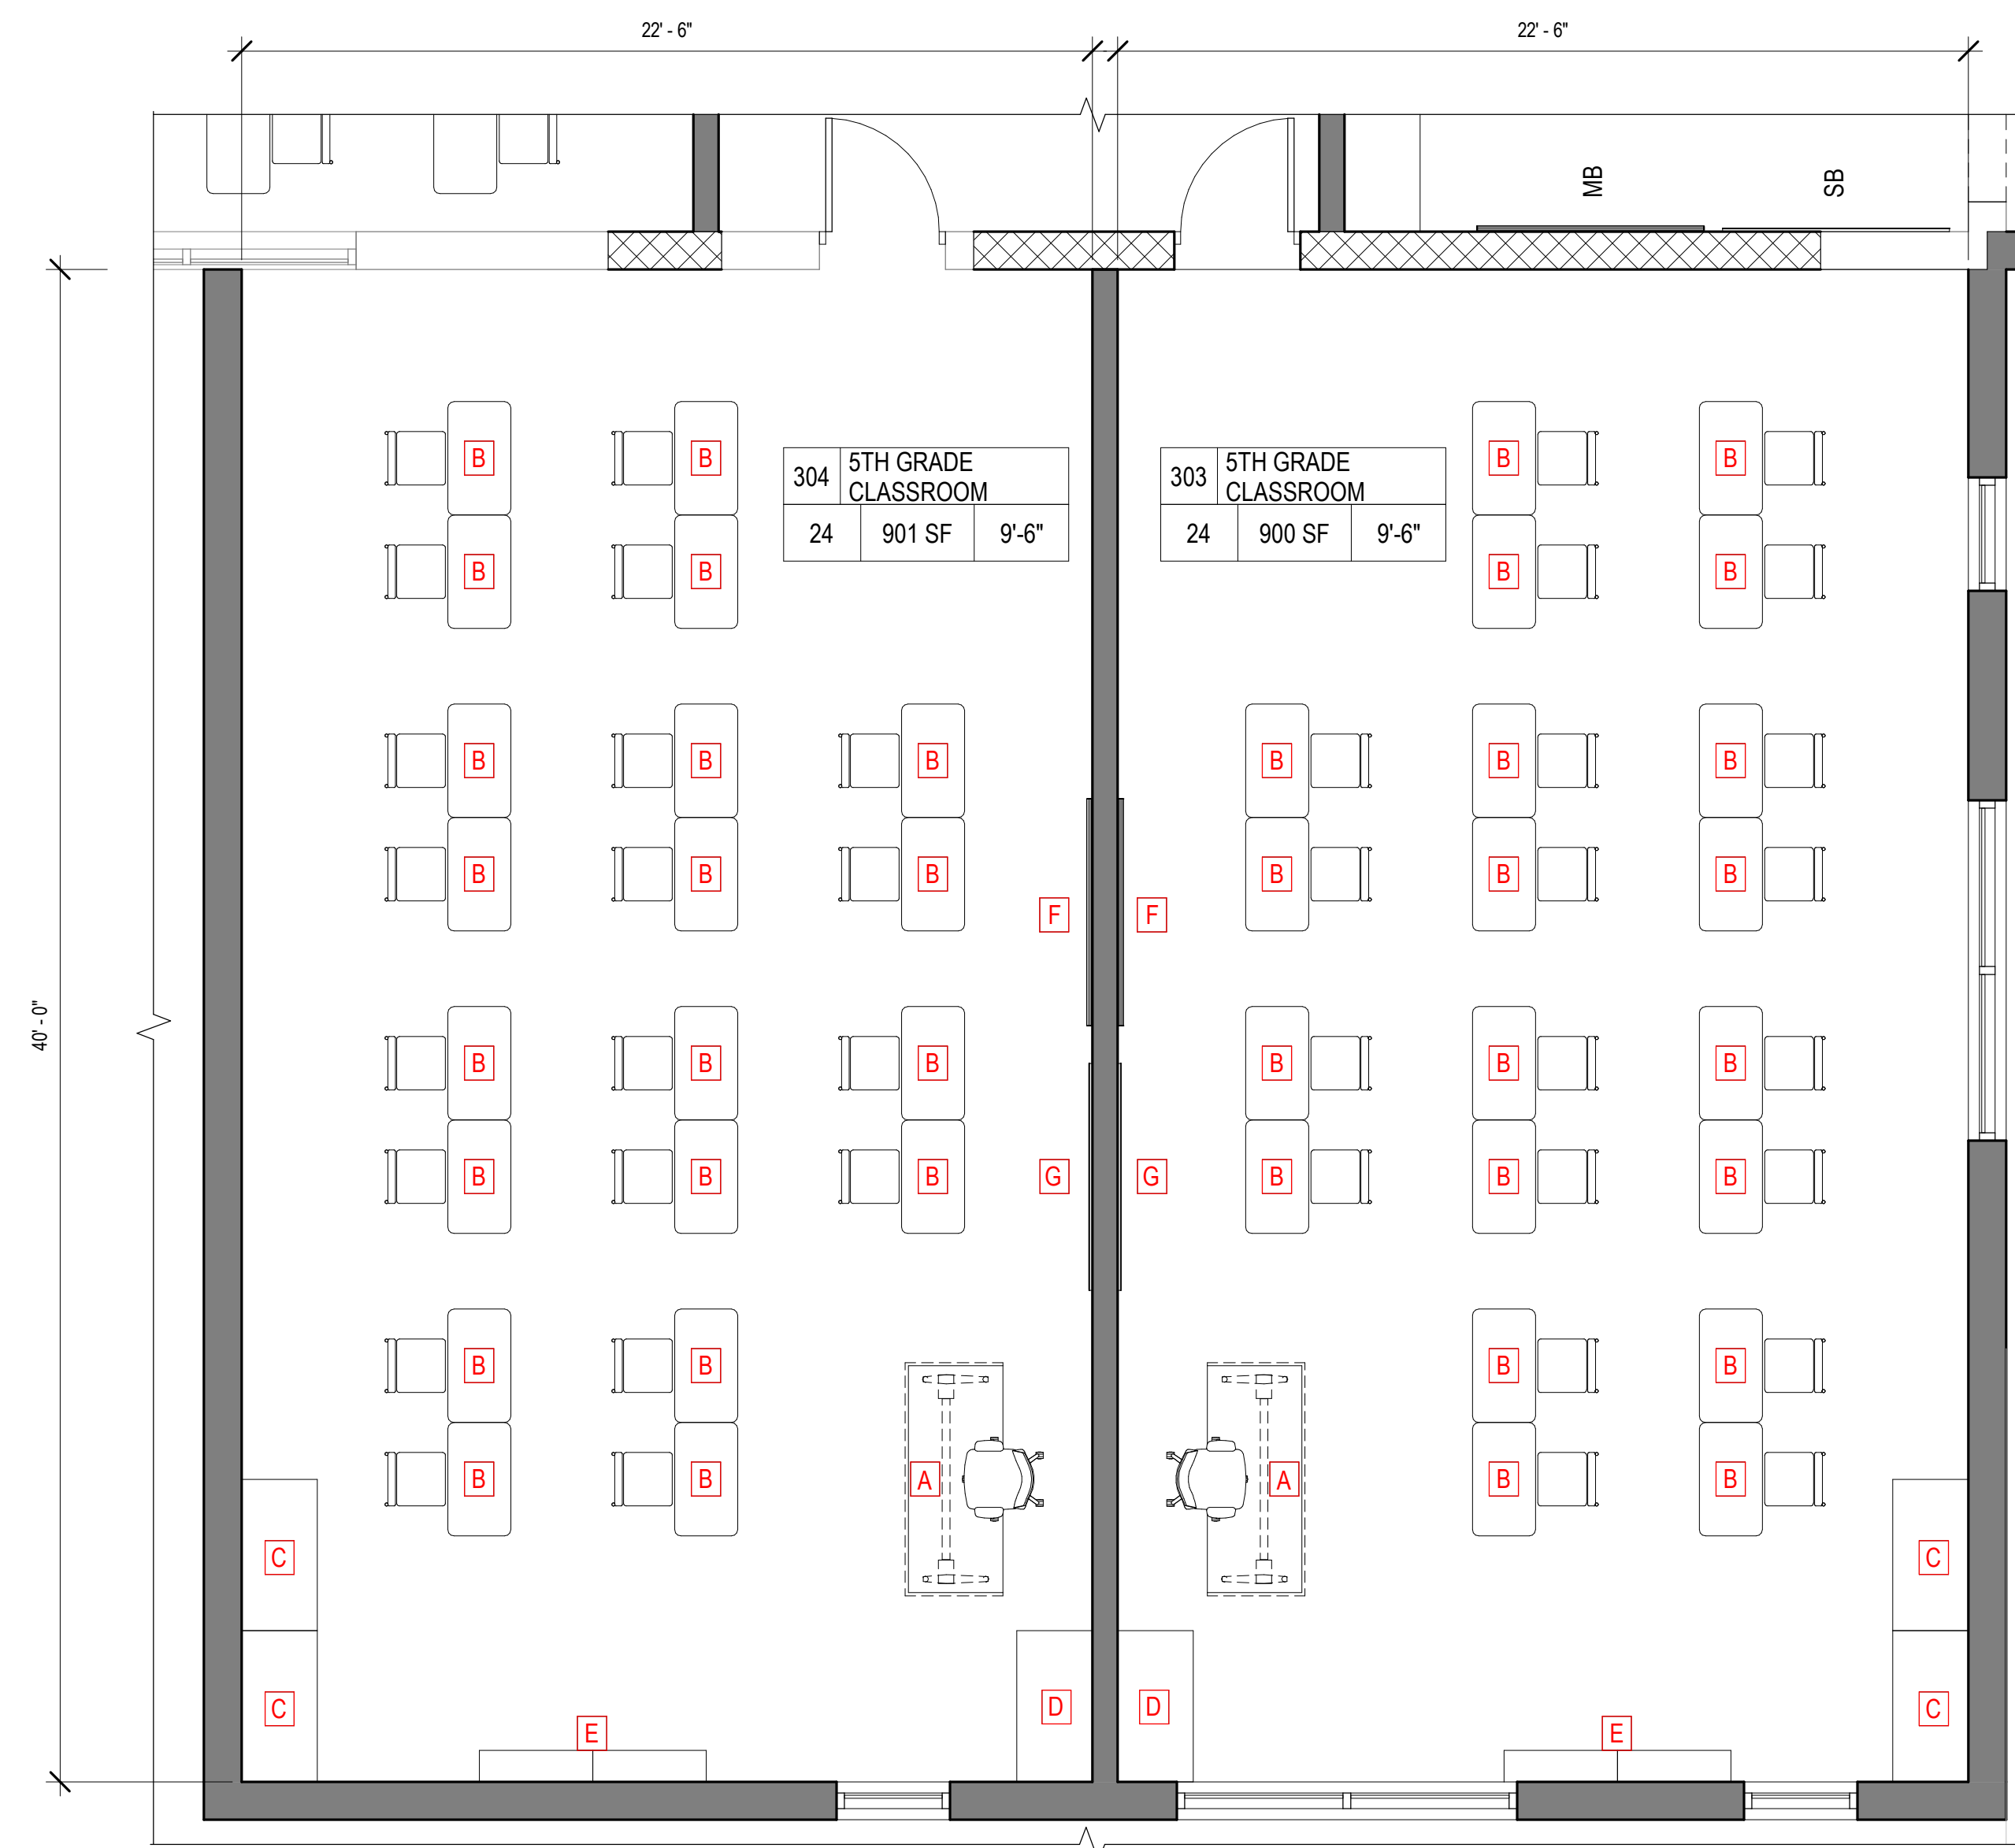 22' - 6" 22' - 6"
MB SB
B B B B
304 5TH GRADE CLASSROOM
24 901 SF 9'-6"
303 5TH GRADE CLASSROOM
24 900 SF 9'-6"
B B B B
B B B B B B
B B B B B B
F F
40' - 0"
B B B B B B
B B G G B B B
B B B B
B B A A B B
C C
C D D C
E E